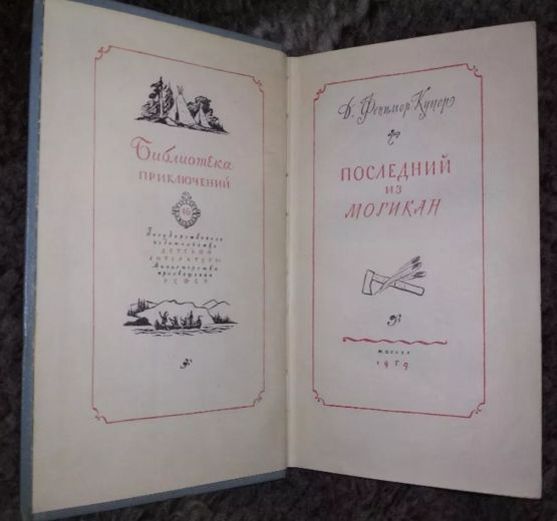 Библиотека
ПРИКЛЮЧЕНИЙ
Государственное
издательство
ДЕТСКОЙ
ЛИТЕРАТУРЫ
Министерства
просвещения
РСФСР
Д. Фенимор Купер
ПОСЛЕДНИЙ
ИЗ
МОГИКАН
МОСКВА
1959